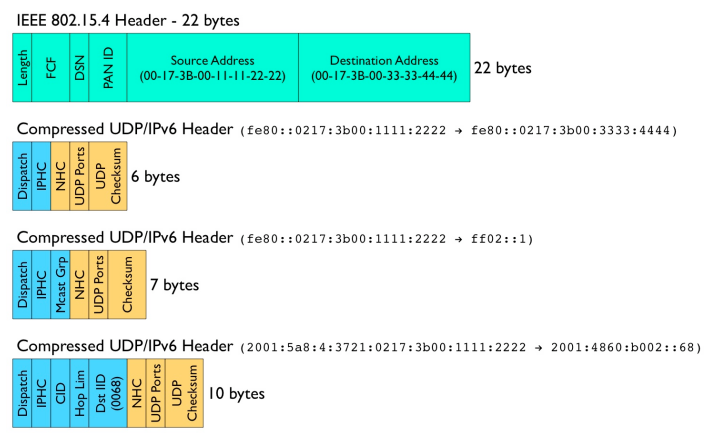 IEEE 802.15.4 Header - 22 bytes
Length
FCF
DSN
PAN ID
Source Address
(00-17-3B-00-11-11-22-22)
Destination Address
(00-17-3B-00-33-33-44-44)
22 bytes
Compressed UDP/IPv6 Header (fe80::0217:3b00:1111:2222 → fe80::0217:3b00:3333:4444)
Dispatch
IPHC
NHC
UDP Ports
UDP
Checksum
6 bytes
Compressed UDP/IPv6 Header (fe80::0217:3b00:1111:2222 → ff02::1)
Dispatch
IPHC
Mcast Grp
NHC
UDP Ports
Checksum
7 bytes
Compressed UDP/IPv6 Header (2001:5a8:4:3721:0217:3b00:1111:2222 → 2001:4860:b002::68)
Dispatch
IPHC
CID
Hop Lim
Dst IID
(0068)
NHC
UDP Ports
UDP
Checksum
10 bytes